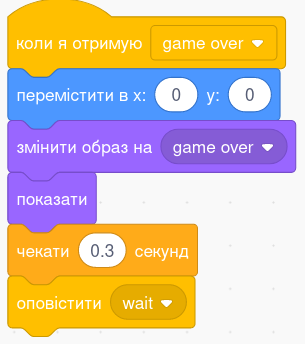 коли я отримую game over
перемістити в x: 0 y: 0
змінити образ на game over
показати
чекати 0.3 секунд
оповістити wait